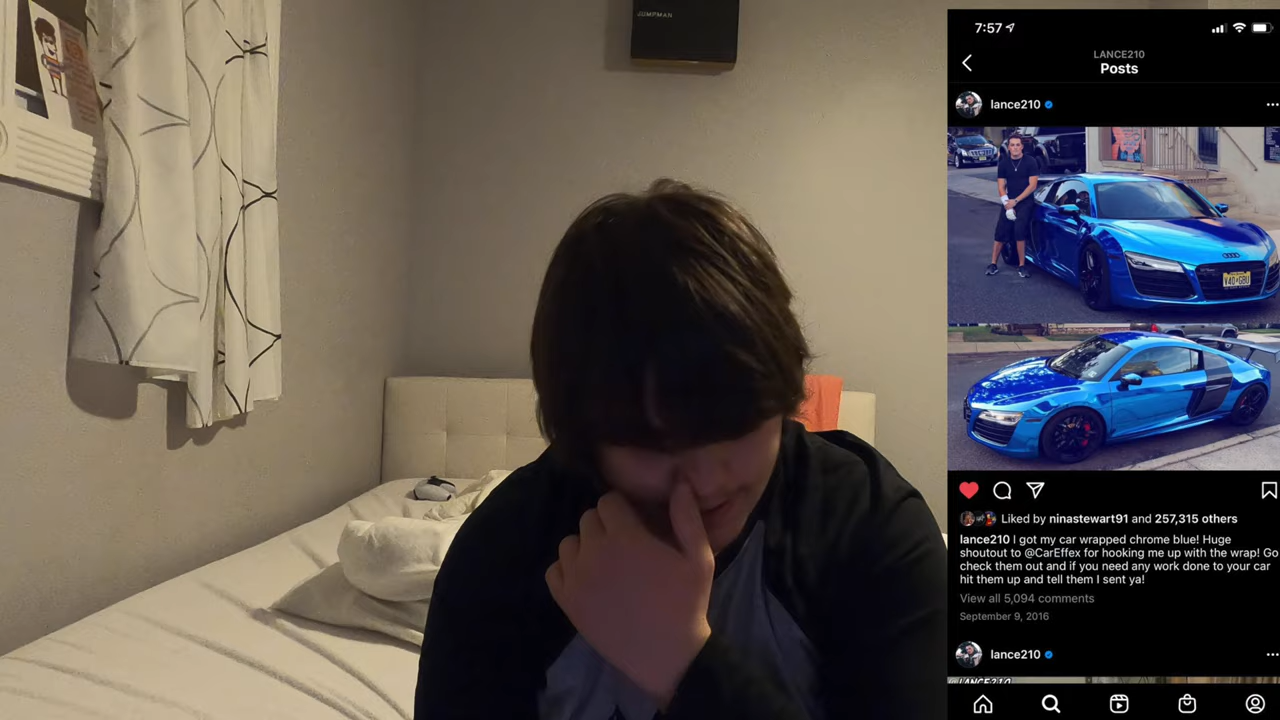 JUMPMAN
7:57
LANCE210
Posts
lance210
lance210 I got my car wrapped chrome blue! Huge
shoutout to @CarEffex for hooking me up with the wrap! Go
check them out and if you need any work done to your car
hit them up and tell them I sent ya!
Liked by ninastewart91 and 257,315 others
View all 5,094 comments
September 9, 2016
lance210
LANCE210